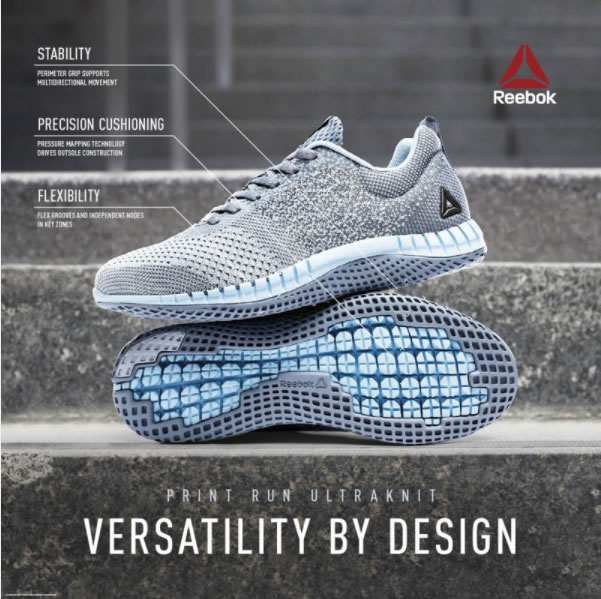 STABILITY
PERIMETER GRIP SUPPORTS
MULTIDIRECTIONAL MOVEMENT
Reebok
PRECISION CUSHIONING
PRESSURE MAPPING TECHNOLOGY
DRIVES OUTSOLE CONSTRUCTION
FLEXIBILITY
FLEX GROOVES AND INDEPENDENT NODES
IN KEY ZONES
Reebok
PRINT RUN ULTRAKNIT
VERSATILITY BY DESIGN